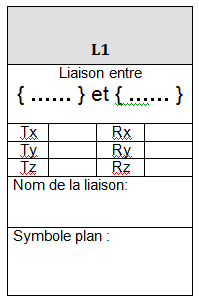 L1
Liaison entre
{ ...... } et { ...... }
Tx Rx
Ty Ry
Tz Rz
Nom de la liaison:
Symbole plan :